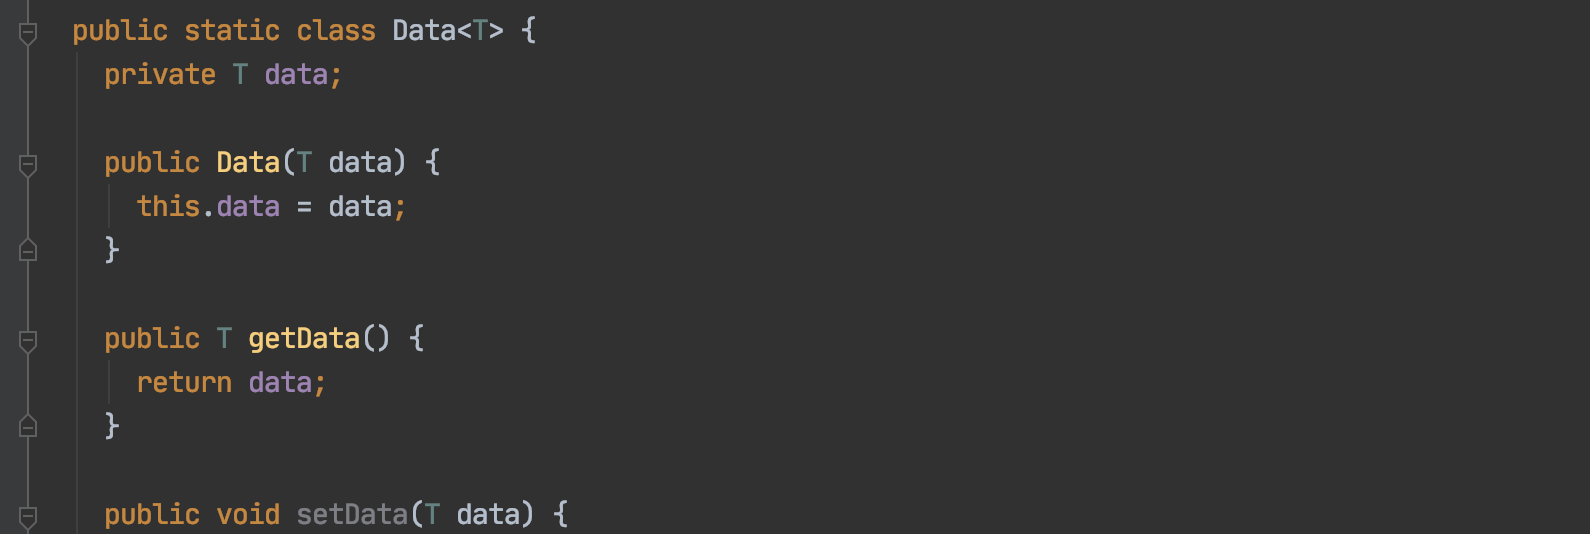 public static class Data<T> {
private T data;
public Data(T data) {
this.data = data;
}
public T getData() {
return data;
}
public void setData(T data) {